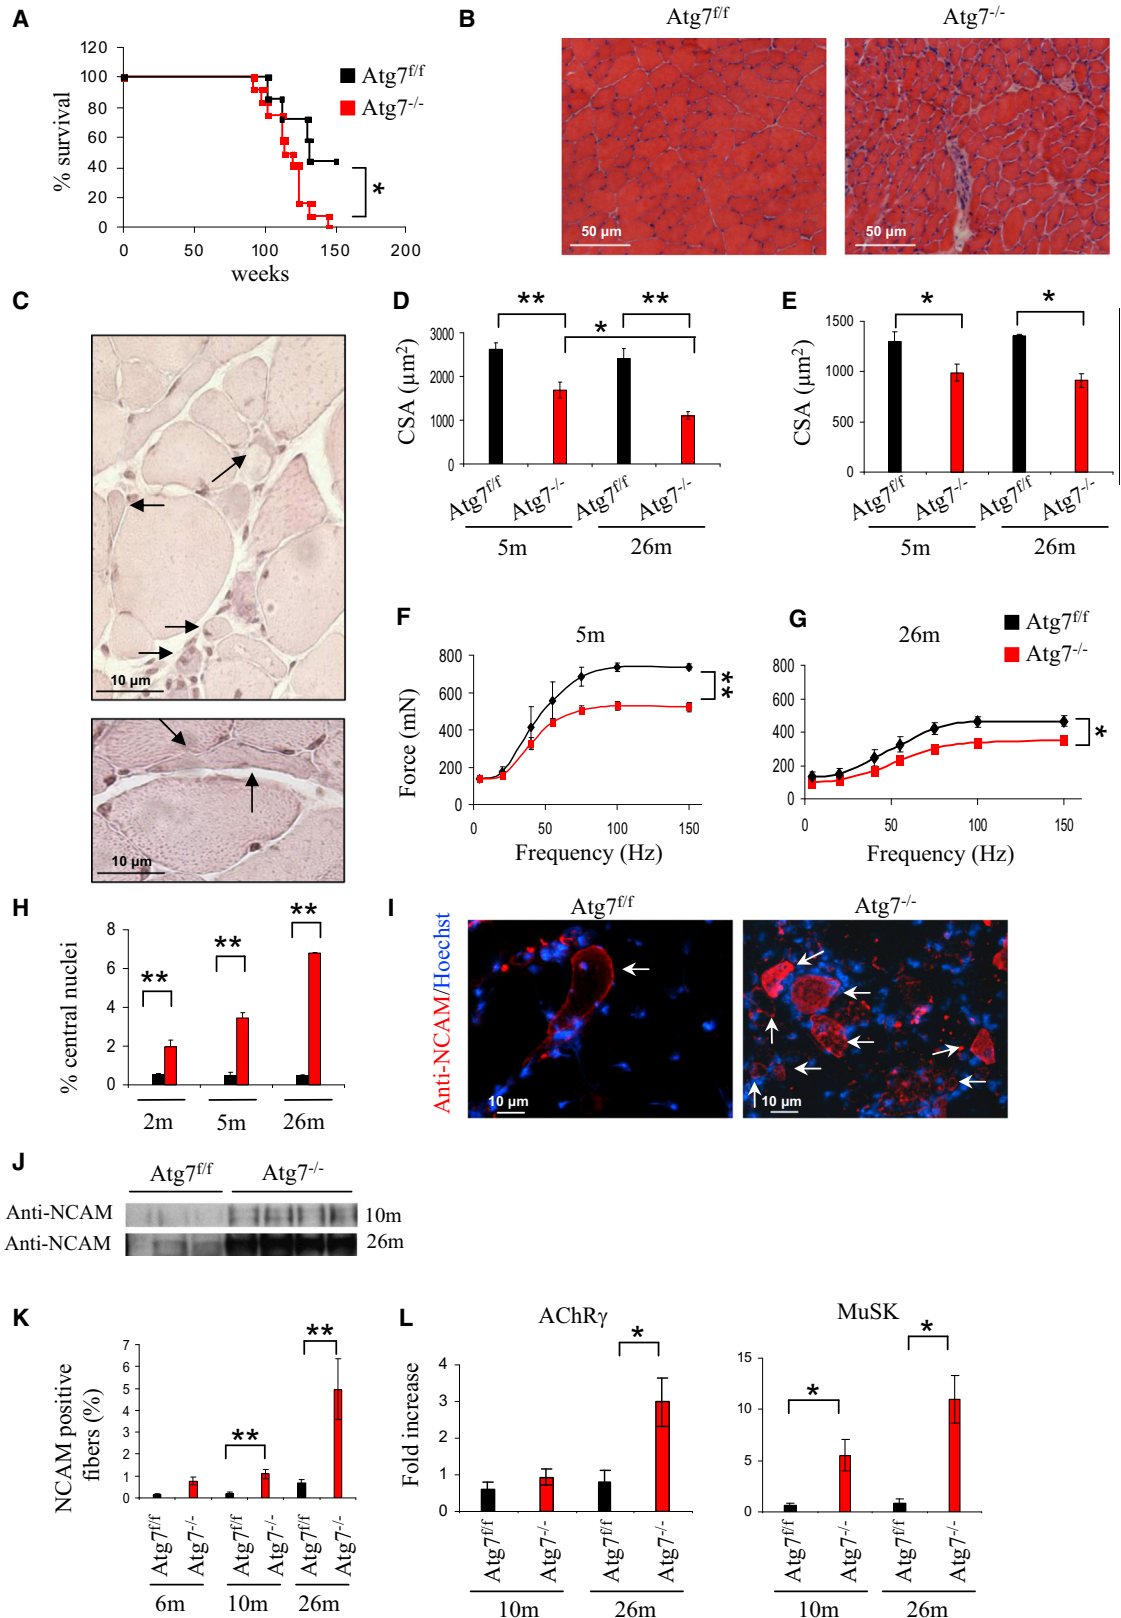 A
120
100
80
60
40
20
0
% survival
0 50 100 150 200
weeks
Atg7f/f
Atg7-/-
*
B
Atg7f/f Atg7-/-
50 µm
50 µm
C
10 µm
10 µm
D
** **
*
3000
2000
1000
0
CSA (µm2)
Atg7f/f Atg7-/- Atg7f/f Atg7-/-
5m 26m
E
* *
1500
1000
500
0
CSA (µm2)
Atg7f/f Atg7-/- Atg7f/f Atg7-/-
5m 26m
F
5m
800
600
400
200
0
Force (mN)
**
0 50 100 150
Frequency (Hz)
G
26m
Atg7f/f
Atg7-/-
800
600
400
200
0
*
0 50 100 150
Frequency (Hz)
H
8
6
4
2
0
% central nuclei
** ** **
2m 5m 26m
I
Atg7f/f Atg7-/-
Anti-NCAM/Hoechst
10 µm
10 µm
J
Atg7f/f Atg7-/-
Anti-NCAM 10m
Anti-NCAM 26m
K
7
6
5
4
3
2
1
0
NCAM positive
fibers (%)
** **
Atg7f/f Atg7-/- Atg7f/f Atg7-/- Atg7f/f Atg7-/-
6m 10m 26m
L
AChRγ
4
3
2
1
0
Fold increase
*
Atg7f/f Atg7-/- Atg7f/f Atg7-/-
10m 26m
MuSK
15
10
5
0
* *
Atg7f/f Atg7-/- Atg7f/f Atg7-/-
10m 26m